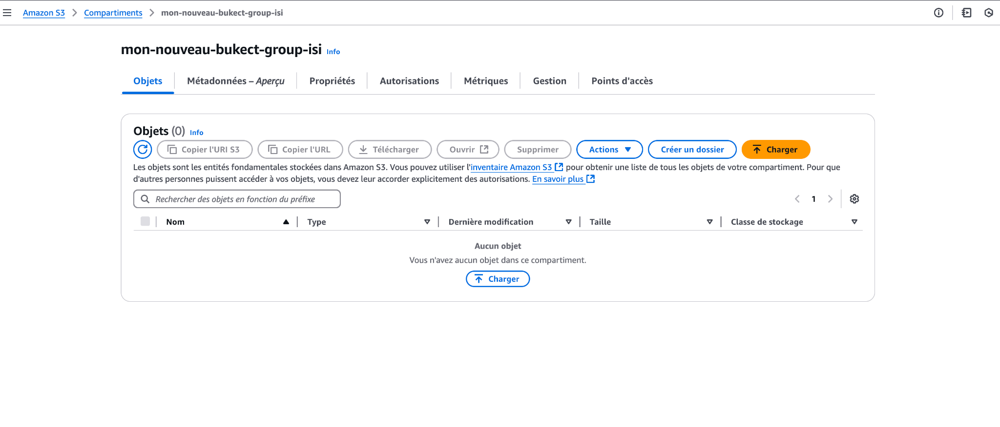 Amazon S3 > Compartiments > mon-nouveau-bukect-group-isi
mon-nouveau-bukect-group-isi Info
Objets Métadonnées – Aperçu Propriétés Autorisations Métriques Gestion Points d'accès
Objets (0) Info
Copier l'URI S3 Copier l'URL Télécharger Ouvrir Supprimer Actions Créer un dossier Charger
Les objets sont les entités fondamentales stockées dans Amazon S3. Vous pouvez utiliser l'inventaire Amazon S3 pour obtenir une liste de tous les objets de votre compartiment. Pour que
d'autres personnes puissent accéder à vos objets, vous devez leur accorder explicitement des autorisations. En savoir plus
Rechercher des objets en fonction du préfixe 1
Nom Type Dernière modification Taille Classe de stockage
Aucun objet
Vous n'avez aucun objet dans ce compartiment.
Charger